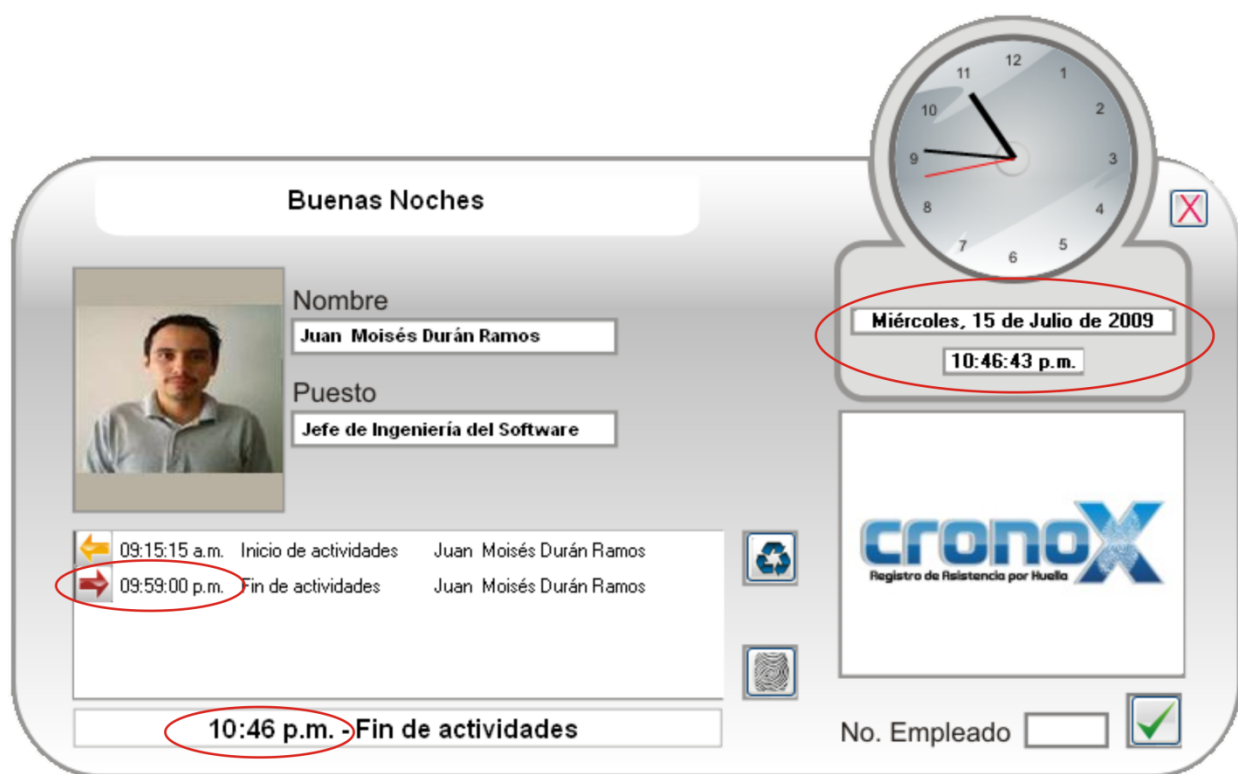 12
11
1
10
2
9
3
8
4
7
5
6
Buenas Noches
Nombre
Juan Moisés Durán Ramos
Puesto
Jefe de Ingeniería del Software
Miércoles, 15 de Julio de 2009
10:46:43 p.m.
09:15:15 a.m. Inicio de actividades Juan Moisés Durán Ramos
09:59:00 p.m. Fin de actividades Juan Moisés Durán Ramos
10:46 p.m. - Fin de actividades
cronoX
Registro de Asistencia por Huella
No. Empleado